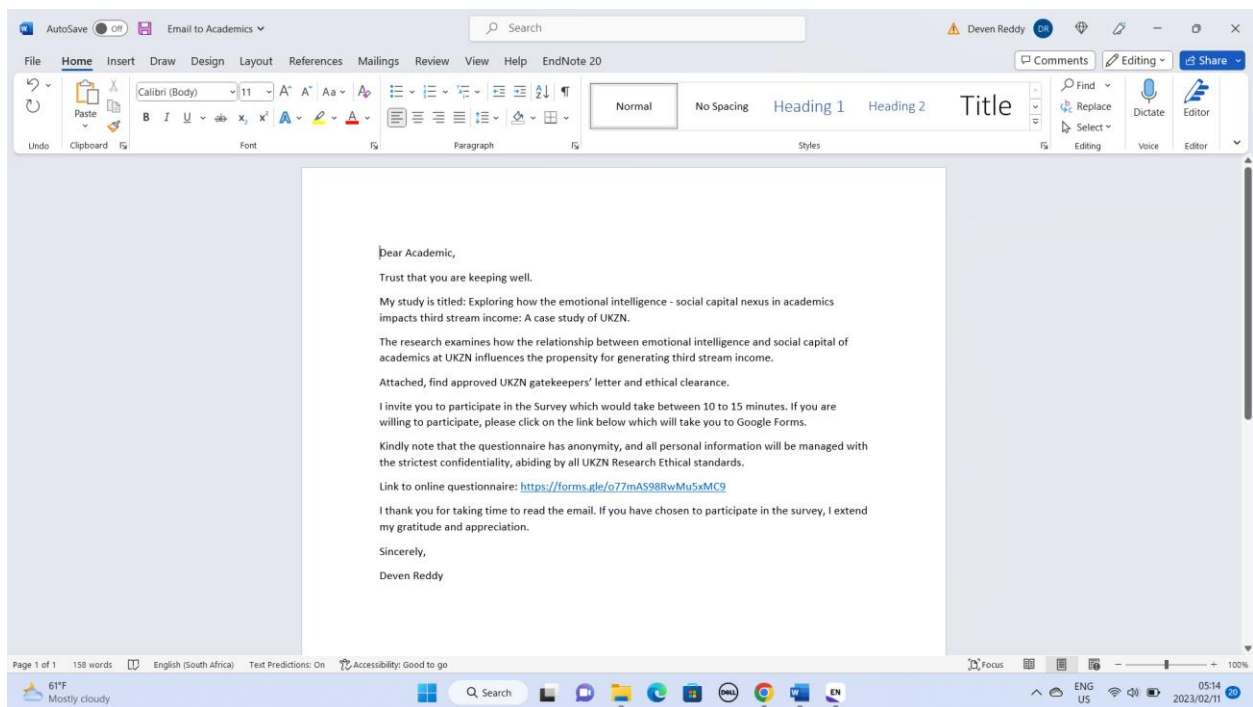 AutoSave Off Email to Academics Search Deven Reddy DR
File Home Insert Draw Design Layout References Mailings Review View Help EndNote 20 Comments Editing Share
Paste Calibri (Body) 11 A A Aa A Normal No Spacing Heading 1 Heading 2 Title Find Replace Select Dictate Editor
B I U ab x₂ x² A A
Undo Clipboard Font Paragraph Styles Editing Voice Editor
Dear Academic,
Trust that you are keeping well.
My study is titled: Exploring how the emotional intelligence - social capital nexus in academics
impacts third stream income: A case study of UKZN.
The research examines how the relationship between emotional intelligence and social capital of
academics at UKZN influences the propensity for generating third stream income.
Attached, find approved UKZN gatekeepers’ letter and ethical clearance.
I invite you to participate in the Survey which would take between 10 to 15 minutes. If you are
willing to participate, please click on the link below which will take you to Google Forms.
Kindly note that the questionnaire has anonymity, and all personal information will be managed with
the strictest confidentiality, abiding by all UKZN Research Ethical standards.
Link to online questionnaire: https://forms.gle/o77mAS98RwMu5xMC9
I thank you for taking time to read the email. If you have chosen to participate in the survey, I extend
my gratitude and appreciation.
Sincerely,
Deven Reddy
Page 1 of 1 158 words English (South Africa) Text Predictions: On Accessibility: Good to go Focus 100%
61°F Search DELL EN ENG 05:14
Mostly cloudy US 2023/02/11 20